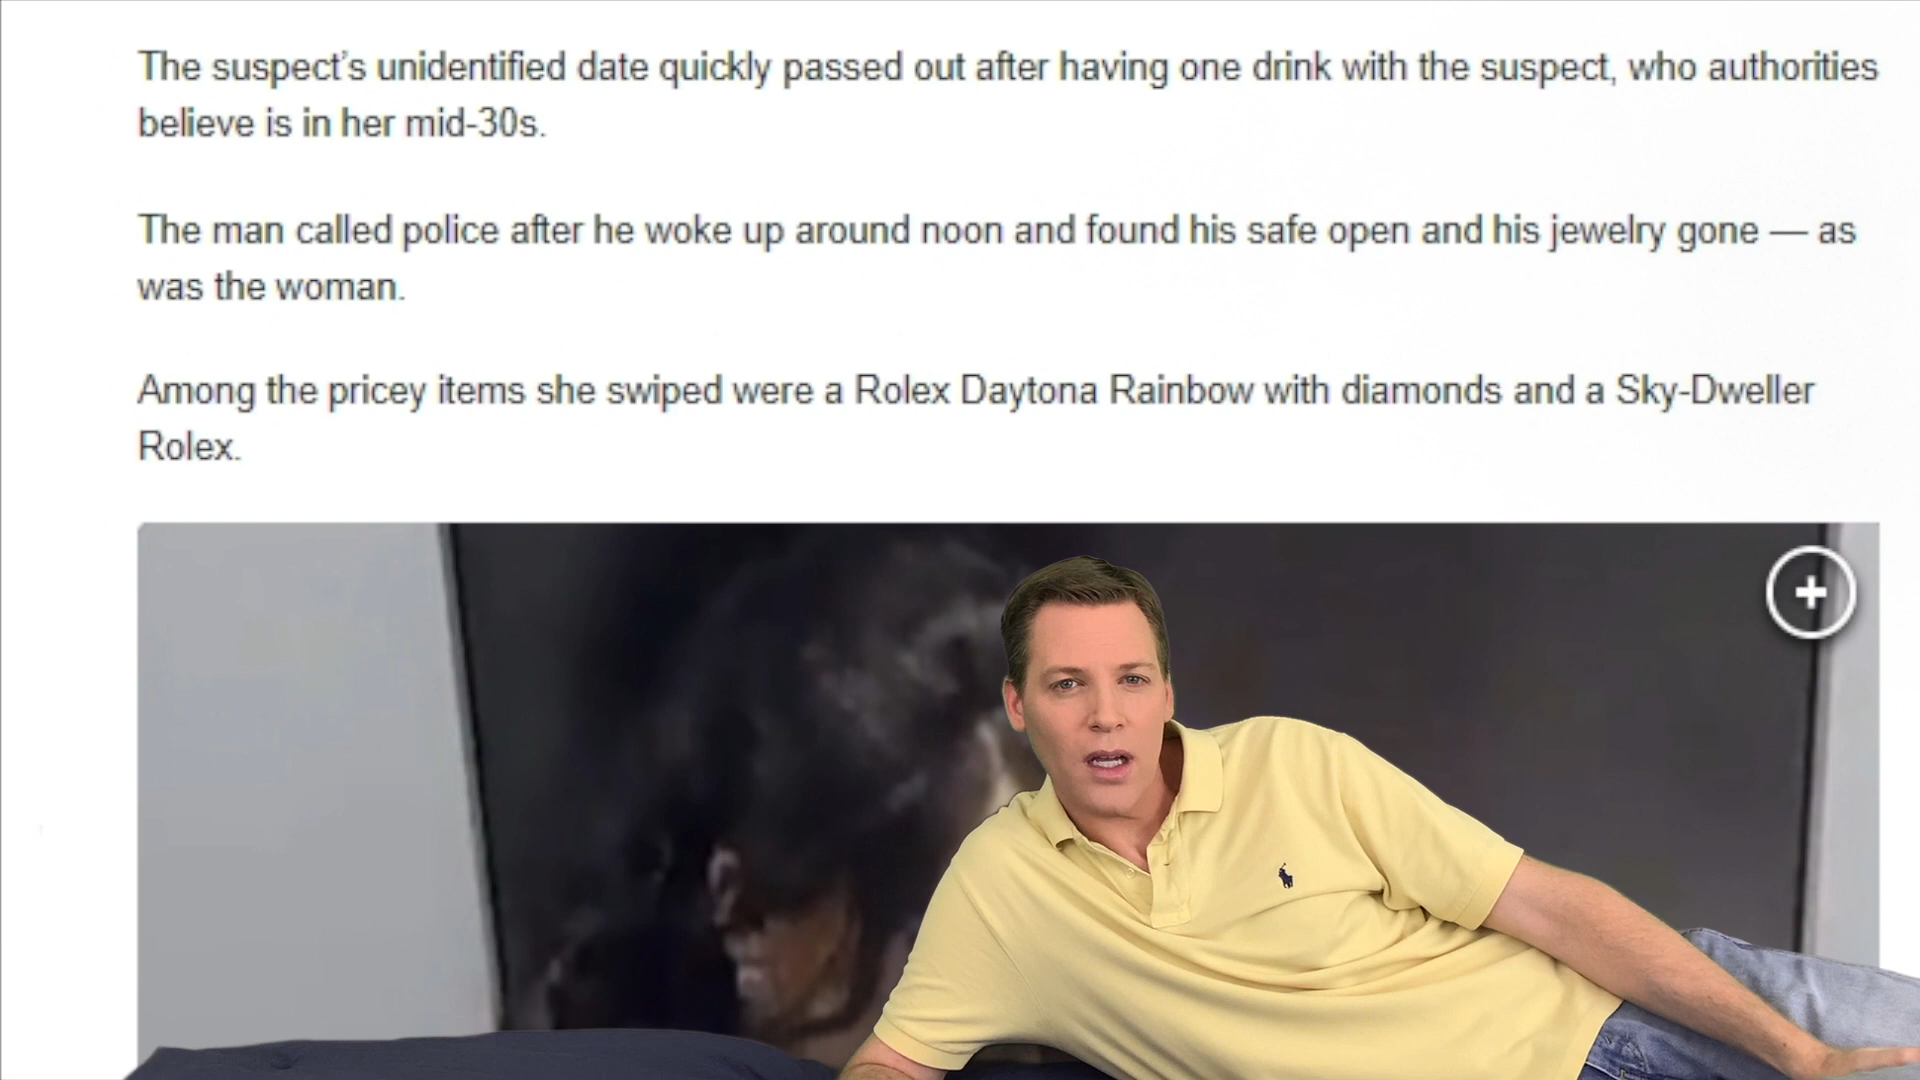 The suspect’s unidentified date quickly passed out after having one drink with the suspect, who authorities
believe is in her mid-30s.
The man called police after he woke up around noon and found his safe open and his jewelry gone — as
was the woman.
Among the pricey items she swiped were a Rolex Daytona Rainbow with diamonds and a Sky-Dweller
Rolex.